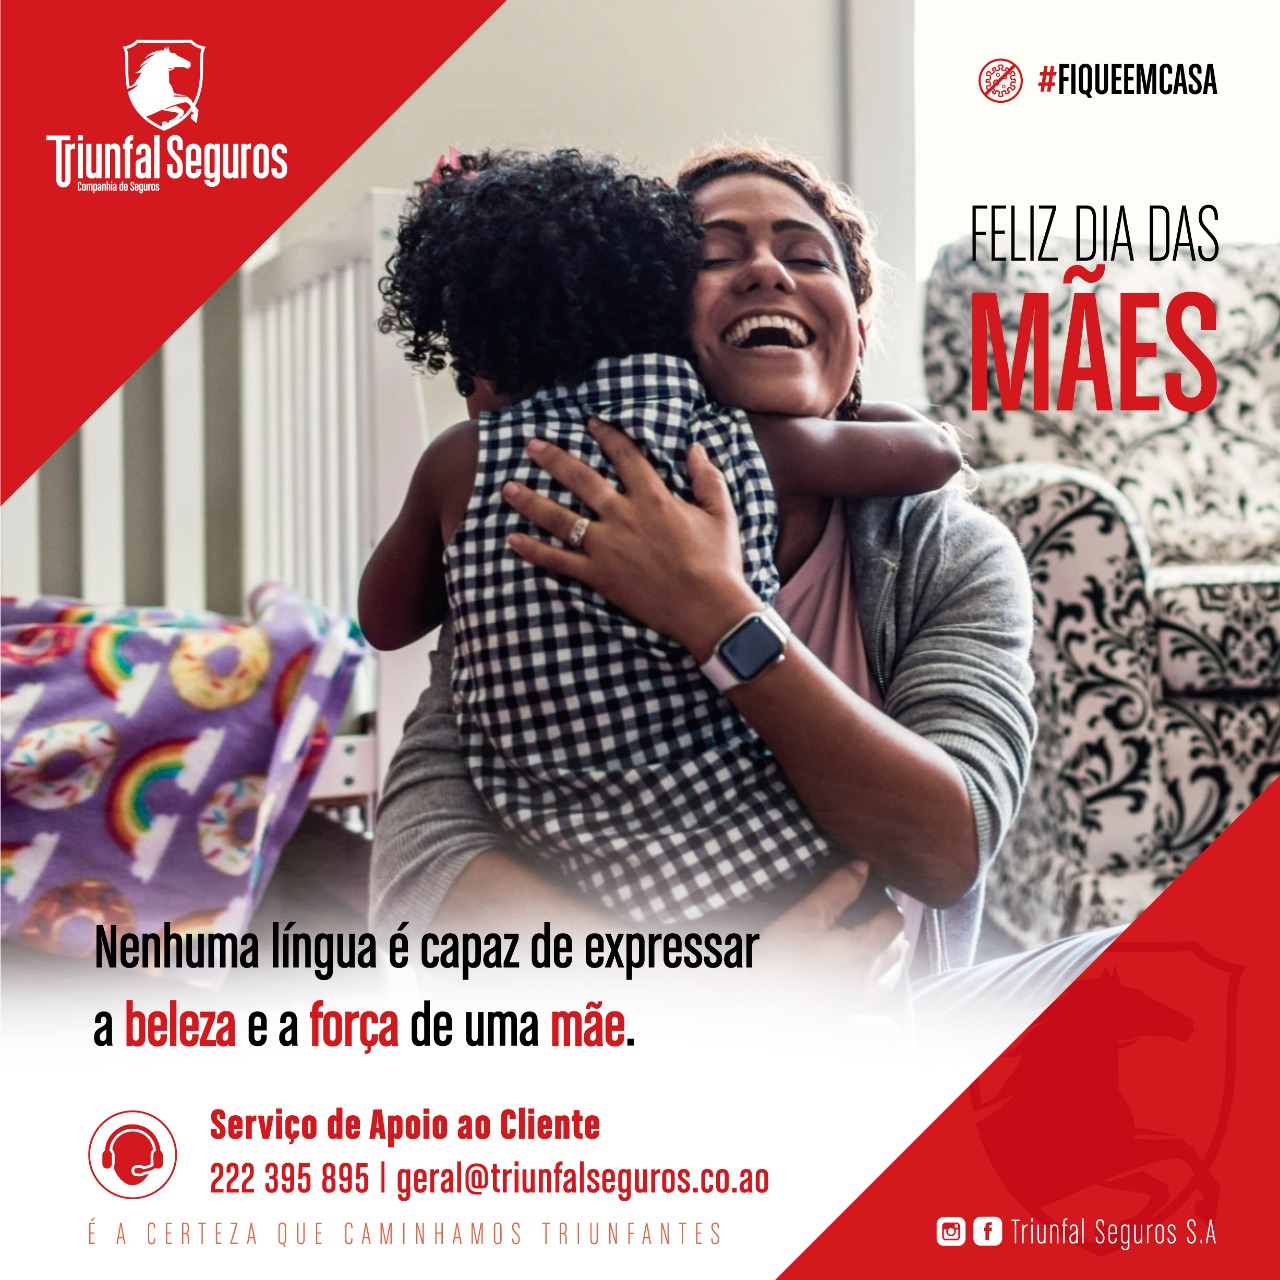 Triunfal Seguros
Companhia de Seguros
#FIQUEEMCASA
FELIZ DIA DAS
MÃES
Nenhuma língua é capaz de expressar
a beleza e a força de uma mãe.
Serviço de Apoio ao Cliente
222 395 895 | geral@triunfalseguros.co.ao
É A CERTEZA QUE CAMINHAMOS TRIUNFANTES
Triunfal Seguros S.A